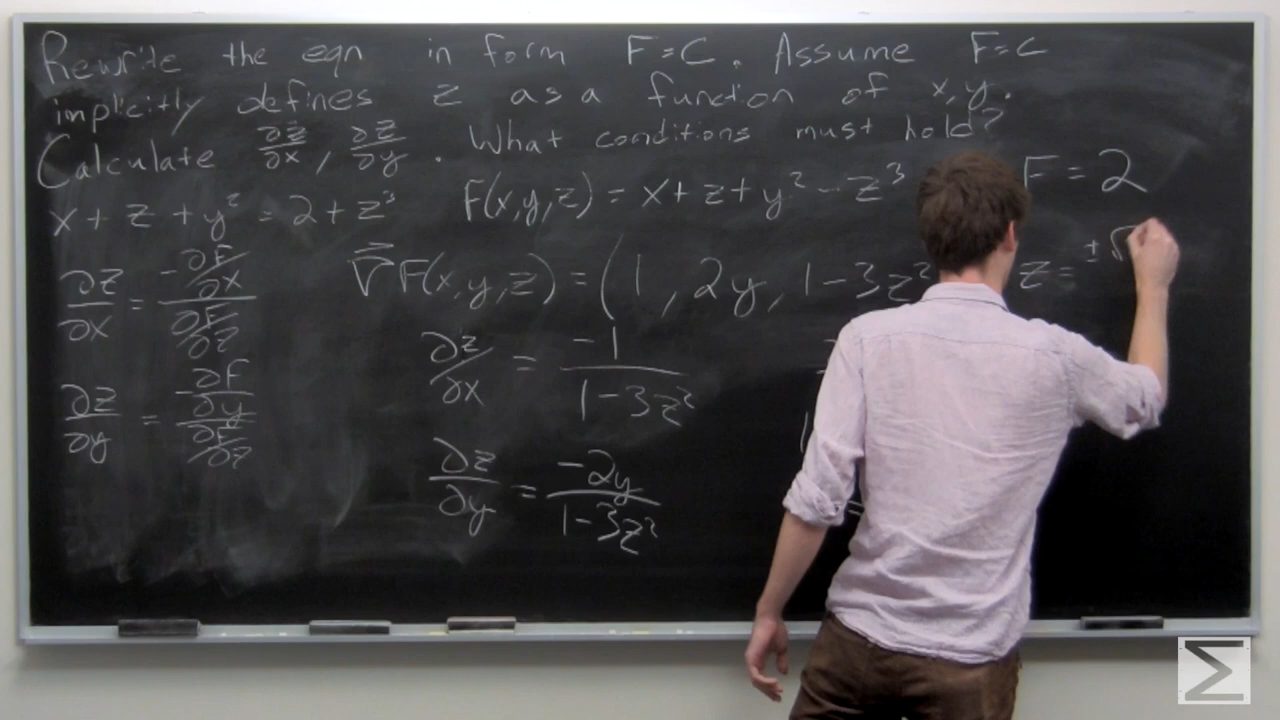 Rewrite the eqn in form F=C. Assume F=C
implicitly defines z as a function of x,y.
Calculate ∂z/∂x, ∂z/∂y. What conditions must hold?
x+z+y²=2+z³ F(x,y,z)=x+z+y²-z³ F=2
∂z/∂x = -∂F/∂x / ∂F/∂z ∇F(x,y,z)=(1, 2y, 1-3z² z=±√
∂z/∂x = -1/(1-3z²)
∂z/∂y = ∂F/∂y / ∂F/∂z
∂z/∂y = -2y/(1-3z²) =
Σ